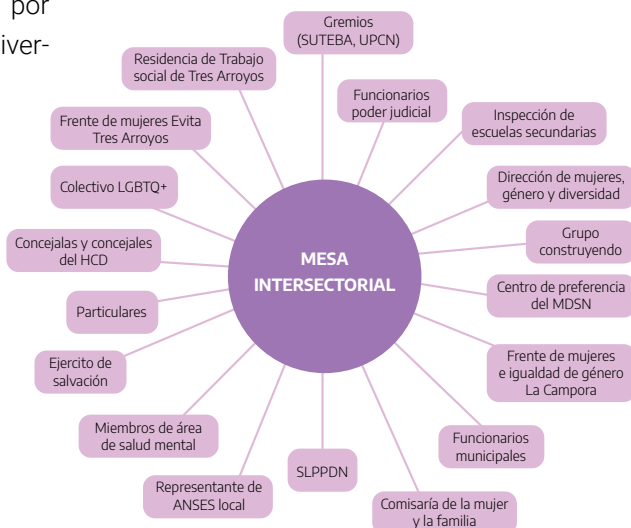 por
iver-
Gremios
(SUTEBA, UPCN)
Residencia de Trabajo
social de Tres Arroyos
Funcionarios
poder judicial
Inspección de
escuelas secundarias
Frente de mujeres Evita
Tres Arroyos
Dirección de mujeres,
género y diversidad
Colectivo LGBTQ+
Grupo
construyendo
Concejalas y concejales
del HCD
MESA
INTERSECTORIAL
Centro de preferencia
del MDSN
Particulares
Frente de mujeres
e igualdad de género
La Campora
Ejercito de
salvación
Miembros de área
de salud mental
Funcionarios
municipales
SLPPDN
Representante de
ANSES local
Comisaría de la mujer
y la familia